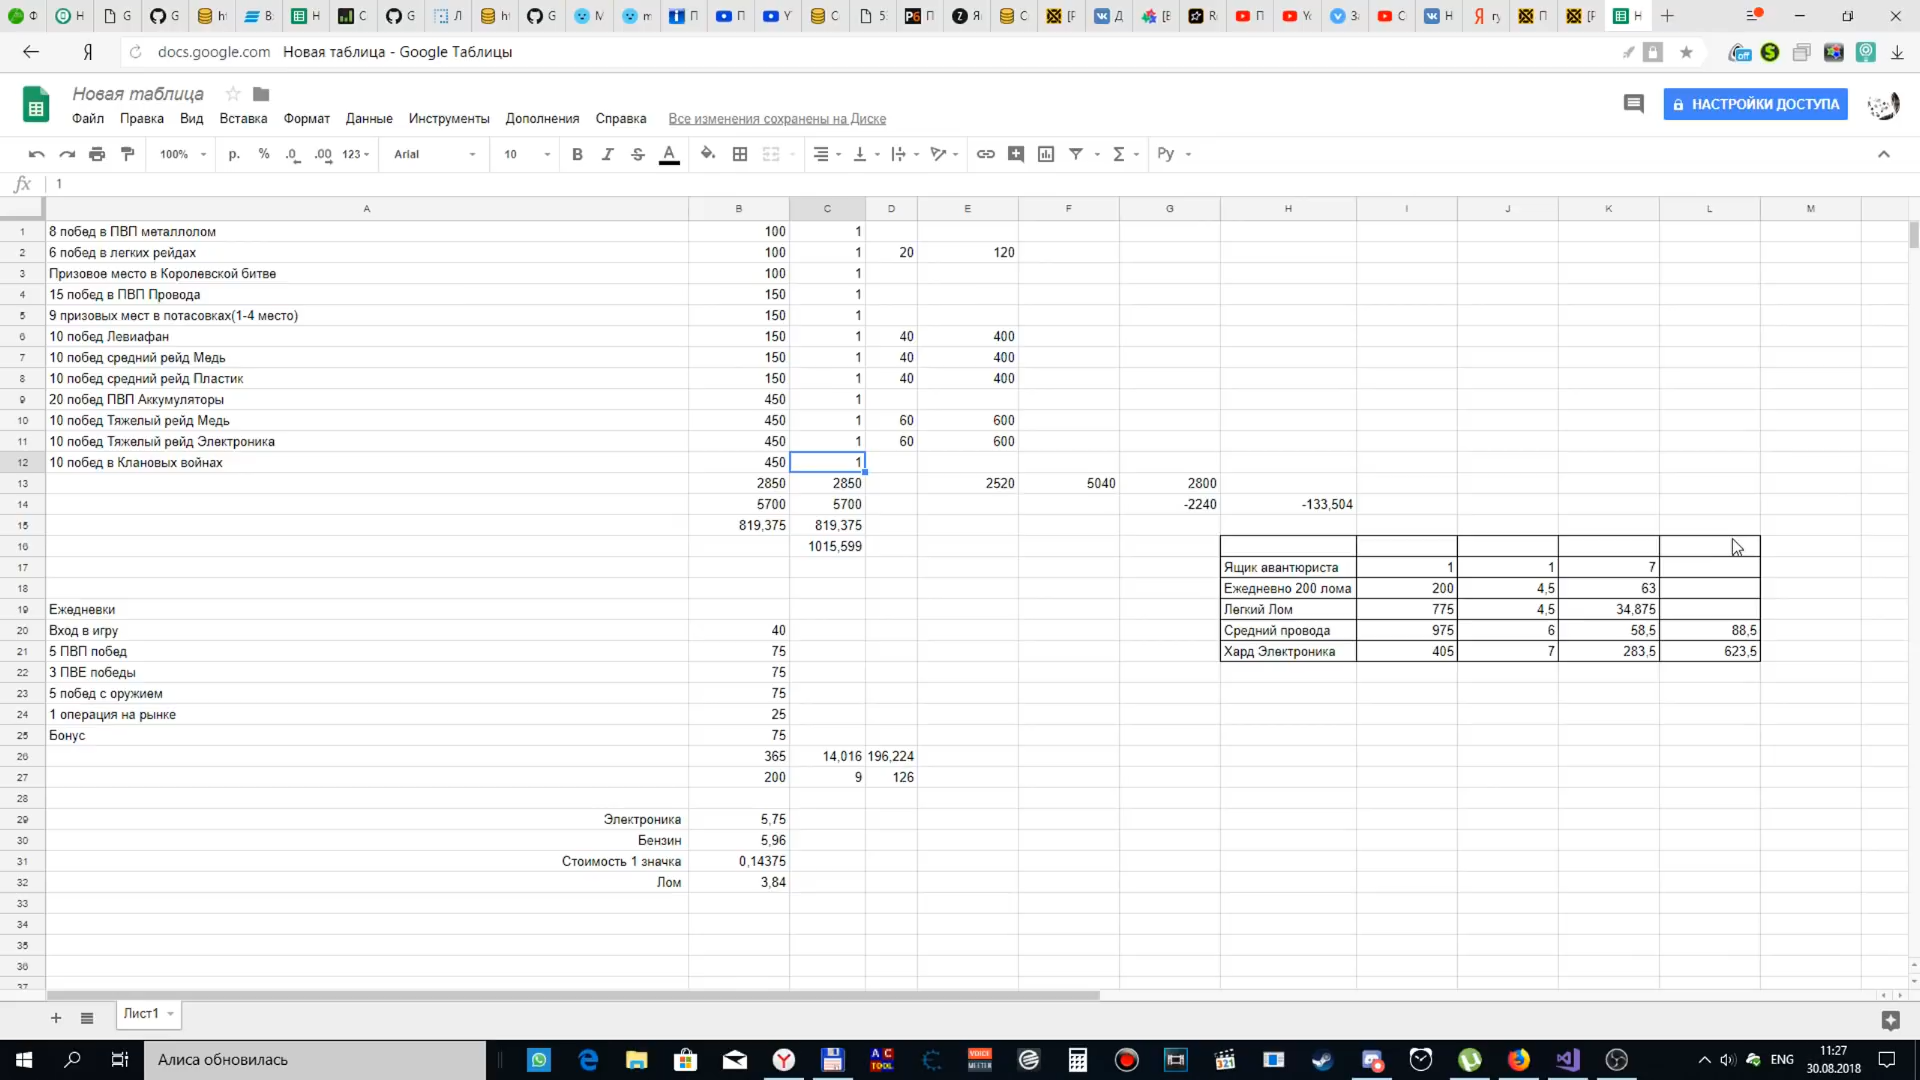 docs.google.com Новая таблица - Google Таблицы
Новая таблица
Файл Правка Вид Вставка Формат Данные Инструменты Дополнения Справка Все изменения сохранены на Диске
НАСТРОЙКИ ДОСТУПА
100% р. % .0 .00 123 Arial 10 Ру
fx 1
A B C D E F G H I J K L M
1 8 побед в ПВП металлолом 100 1
2 6 побед в легких рейдах 100 1 20 120
3 Призовое место в Королевской битве 100 1
4 15 побед в ПВП Провода 150 1
5 9 призовых мест в потасовках(1-4 место) 150 1
6 10 побед Левиафан 150 1 40 400
7 10 побед средний рейд Медь 150 1 40 400
8 10 побед средний рейд Пластик 150 1 40 400
9 20 побед ПВП Аккумуляторы 450 1
10 10 побед Тяжелый рейд Медь 450 1 60 600
11 10 побед Тяжелый рейд Электроника 450 1 60 600
12 10 побед в Клановых войнах 450 1
13 2850 2850 2520 5040 2800
14 5700 5700 -2240 -133,504
15 819,375 819,375
16 1015,599
17 Ящик авантюриста 1 1 7
18 Ежедневно 200 лома 200 4,5 63
19 Ежедневки Легкий Лом 775 4,5 34,875
20 Вход в игру 40 Средний провода 975 6 58,5 88,5
21 5 ПВП побед 75 Хард Электроника 405 7 283,5 623,5
22 3 ПВЕ победы 75
23 5 побед с оружием 75
24 1 операция на рынке 25
25 Бонус 75
26 365 14,016 196,224
27 200 9 126
28
29 Электроника 5,75
30 Бензин 5,96
31 Стоимость 1 значка 0,14375
32 Лом 3,84
33
34
35
36
37
Лист1
Алиса обновилась
ENG
11:27
30.08.2018